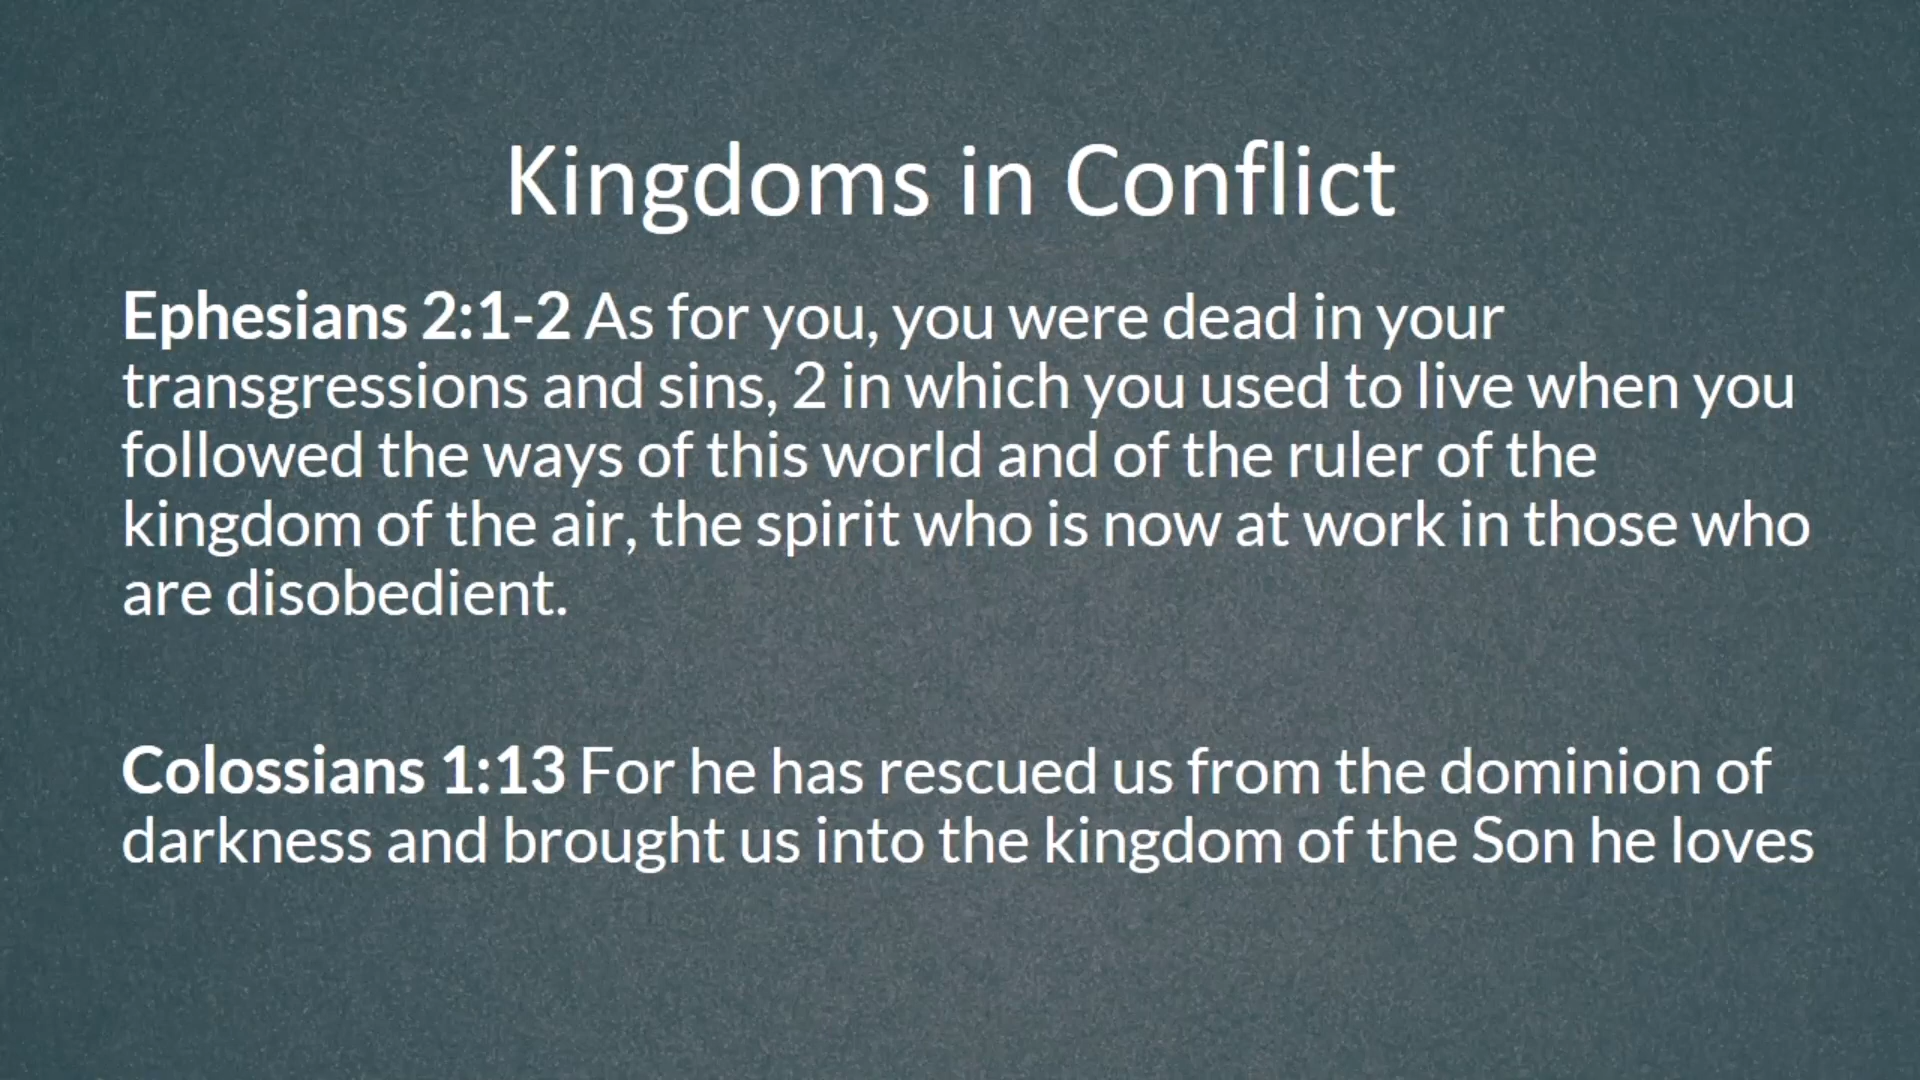 Kingdoms in Conflict
Ephesians 2:1-2 As for you, you were dead in your
transgressions and sins, 2 in which you used to live when you
followed the ways of this world and of the ruler of the
kingdom of the air, the spirit who is now at work in those who
are disobedient.
Colossians 1:13 For he has rescued us from the dominion of
darkness and brought us into the kingdom of the Son he loves